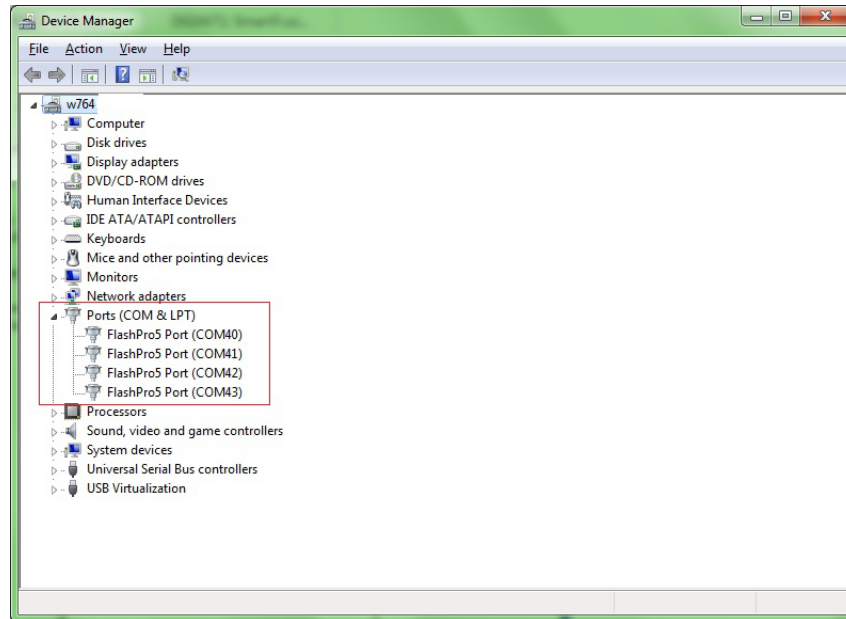 Device Manager
File Action View Help
w764
Computer
Disk drives
Display adapters
DVD/CD-ROM drives
Human Interface Devices
IDE ATA/ATAPI controllers
Keyboards
Mice and other pointing devices
Monitors
Network adapters
Ports (COM & LPT)
FlashPro5 Port (COM40)
FlashPro5 Port (COM41)
FlashPro5 Port (COM42)
FlashPro5 Port (COM43)
Processors
Sound, video and game controllers
System devices
Universal Serial Bus controllers
USB Virtualization